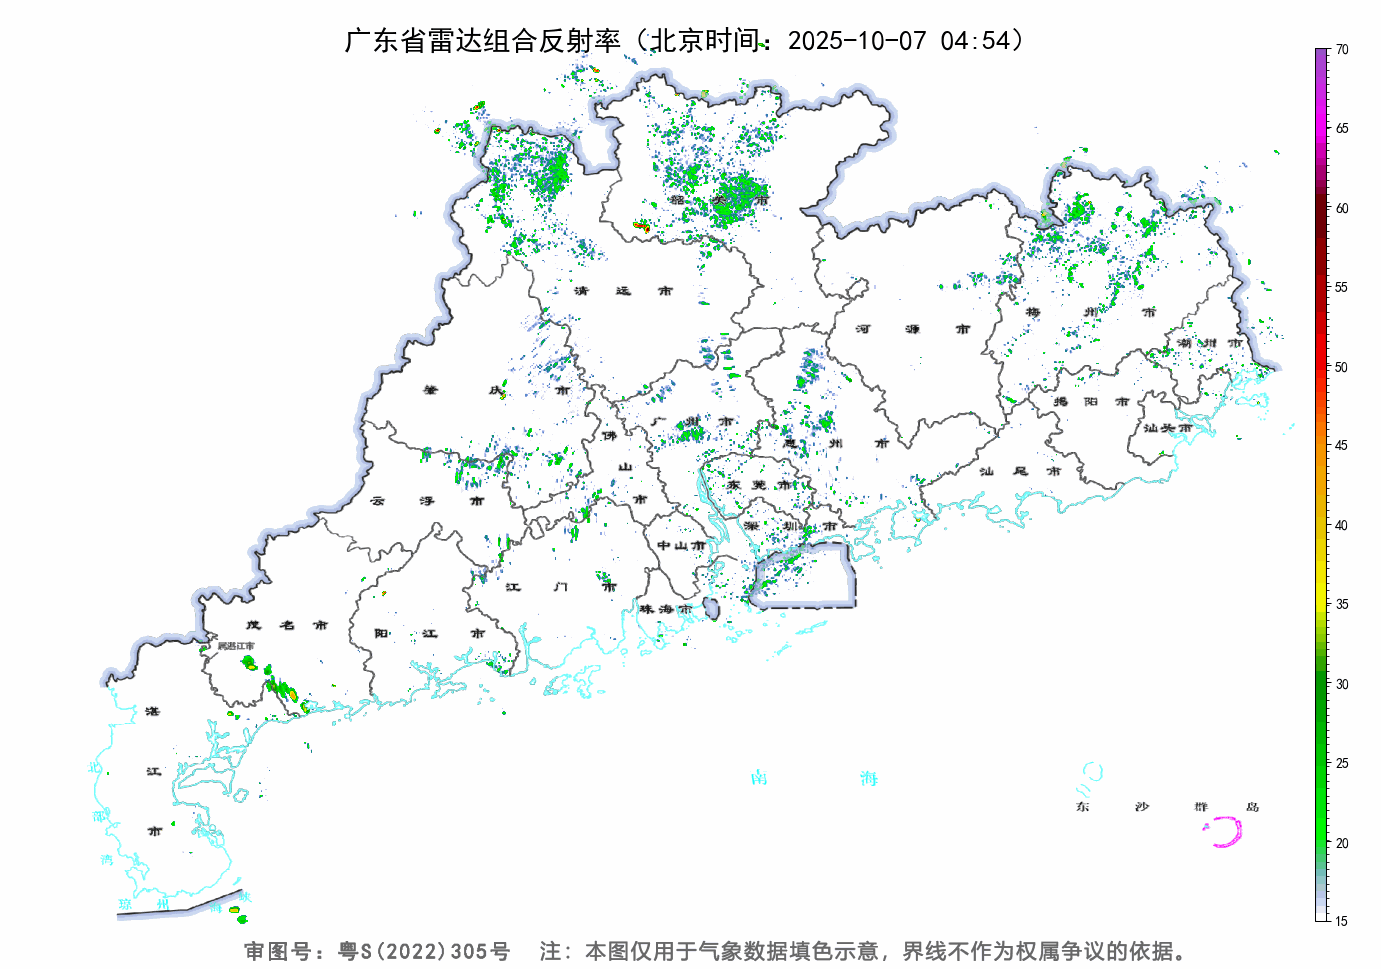 广东省雷达组合反射率（北京时间：2025-10-07 04:54）
70
65
60
55
50
45
40
35
30
25
20
15
韶关市
清远市
河源市
梅州市
潮州市
肇庆市
揭阳市
广州市
汕头市
佛山市
惠州市
汕尾市
东莞市
云浮市
深圳市
中山市
江门市
珠海市
茂名市
阳江市
属湛江市
湛江市
南海
北部湾
东沙群岛
琼州海峡
审图号：粤S(2022)305号 注：本图仅用于气象数据填色示意，界线不作为权属争议的依据。